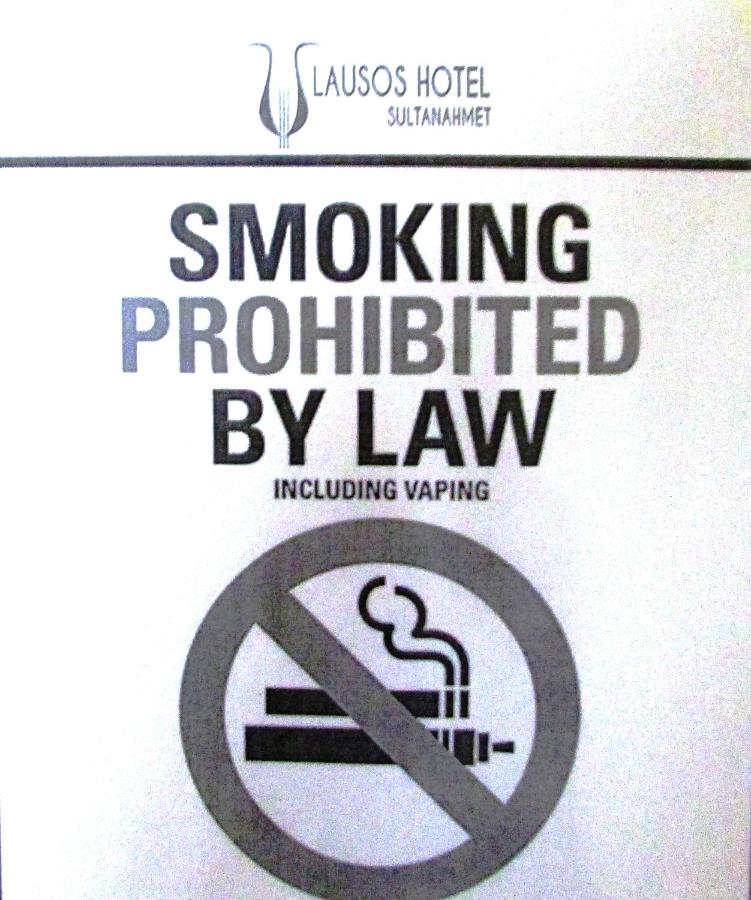 LAUSOS HOTEL
SULTANAHMET
SMOKING
PROHIBITED
BY LAW
INCLUDING VAPING